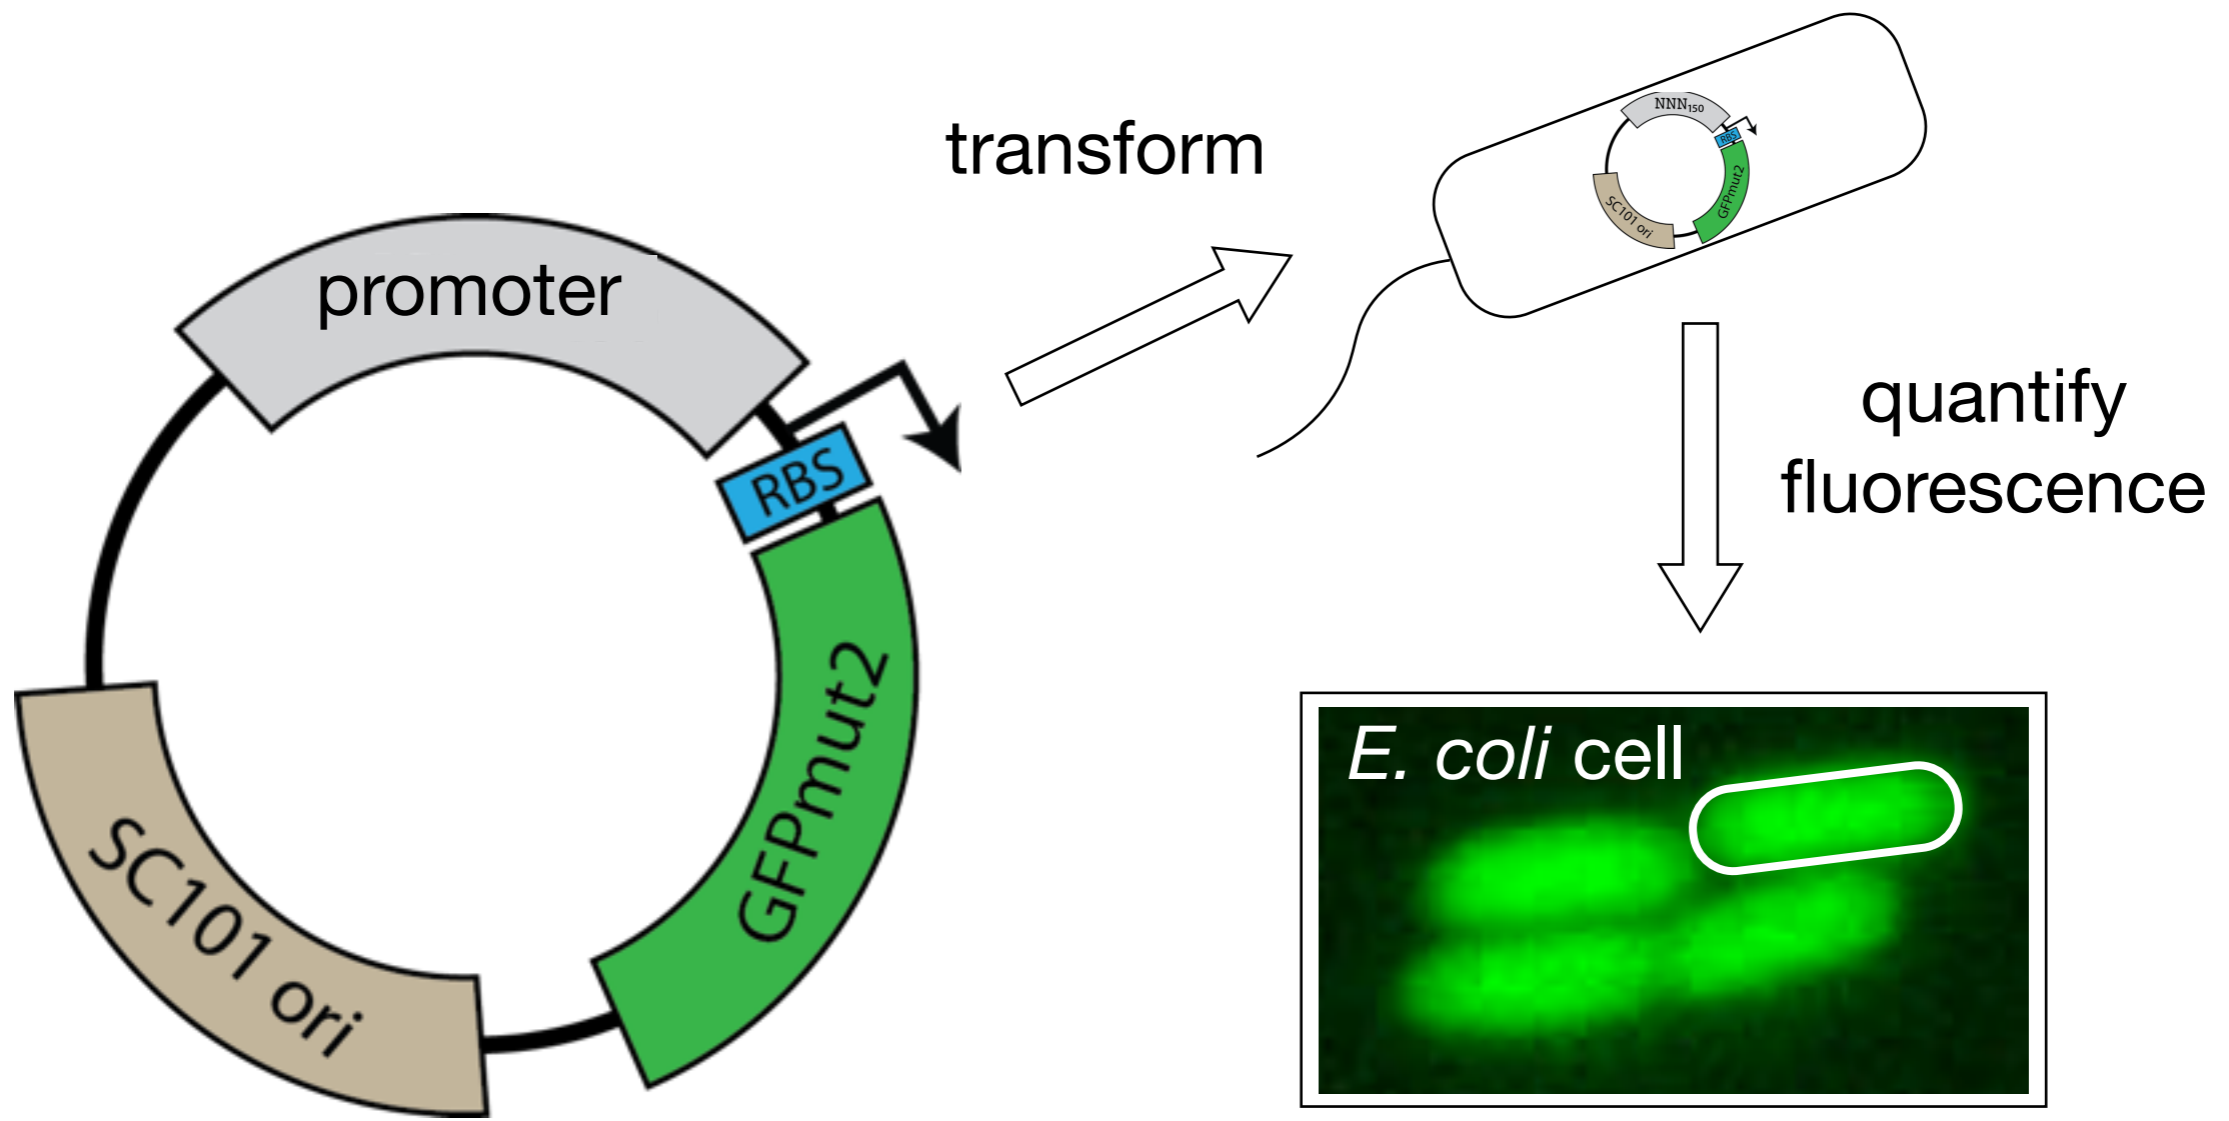 promoter
RBS
GFPmut2
SC101 ori
transform
NNN₁₅₀
RBS
GFPmut2
SC101 ori
quantify
fluorescence
E. coli cell